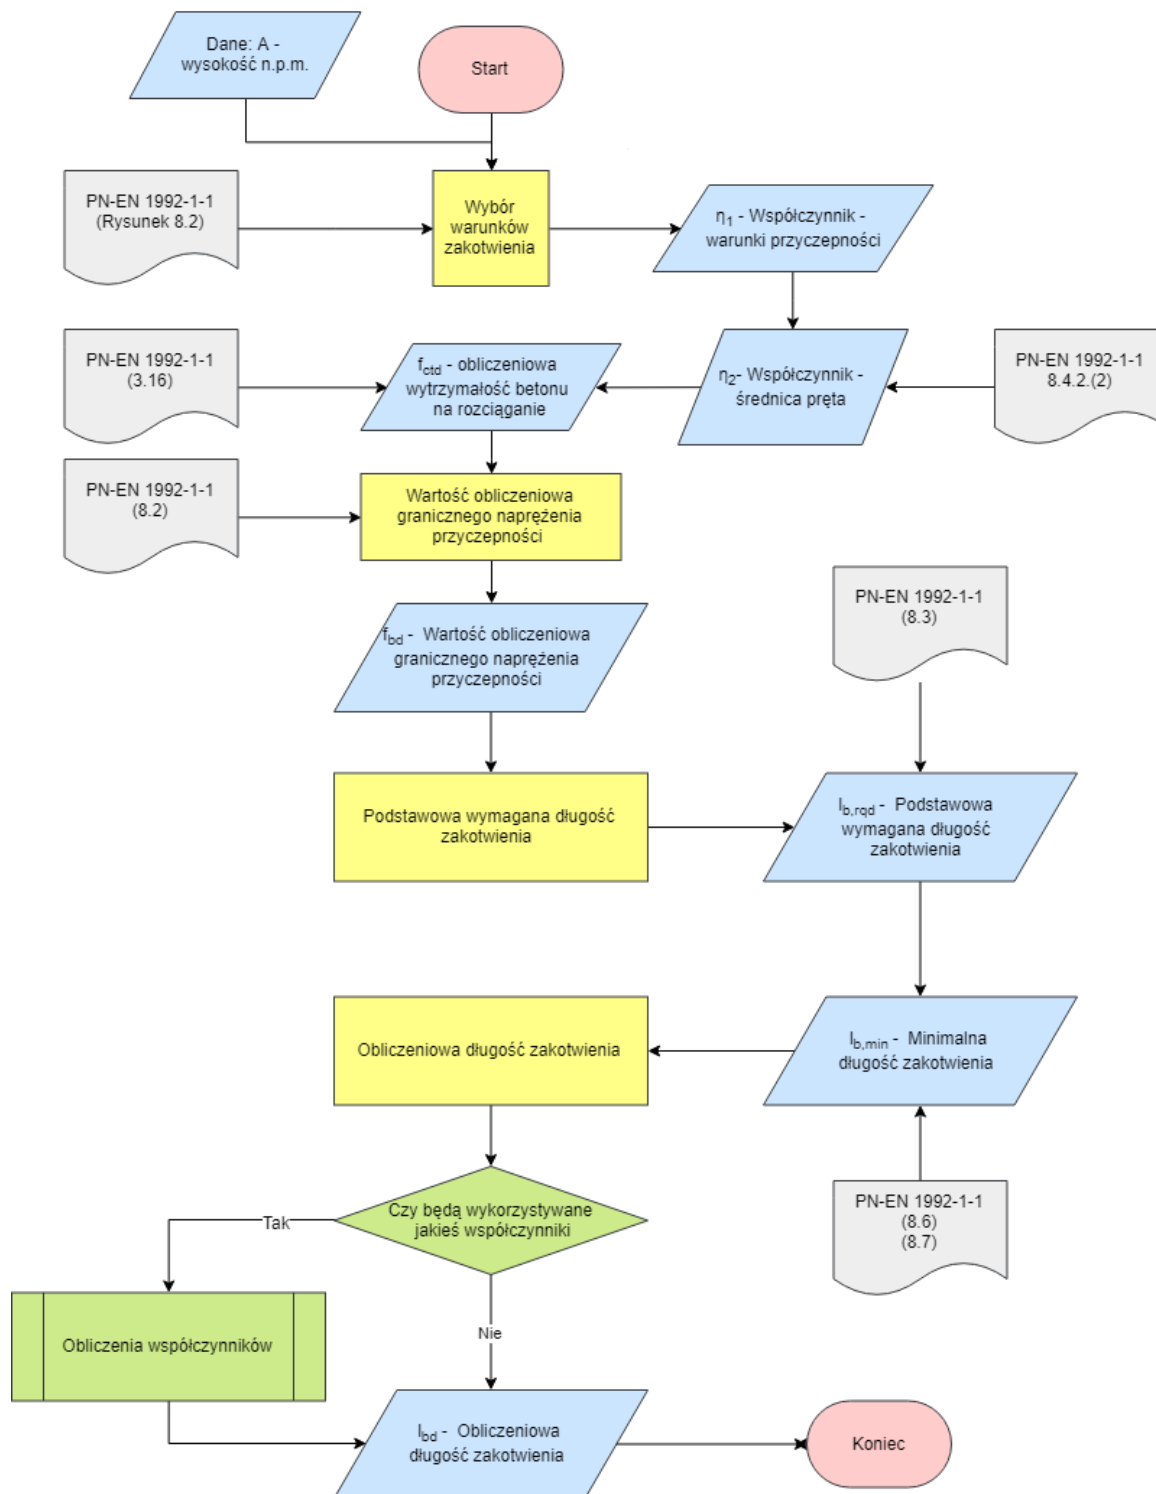 Dane: A -
wysokość n.p.m.
Start
PN-EN 1992-1-1
(Rysunek 8.2)
Wybór
warunków
zakotwienia
η1 - Współczynnik -
warunki przyczepności
PN-EN 1992-1-1
(3.16)
fctd - obliczeniowa
wytrzymałość betonu
na rozciąganie
η2- Współczynnik -
średnica pręta
PN-EN 1992-1-1
8.4.2.(2)
PN-EN 1992-1-1
(8.2)
Wartość obliczeniowa
granicznego naprężenia
przyczepności
fbd - Wartość obliczeniowa
granicznego naprężenia
przyczepności
PN-EN 1992-1-1
(8.3)
Podstawowa wymagana długość
zakotwienia
lb,rqd - Podstawowa
wymagana długość
zakotwienia
Obliczeniowa długość zakotwienia
lb,min - Minimalna
długość zakotwienia
Czy będą wykorzystywane
jakieś współczynniki
PN-EN 1992-1-1
(8.6)
(8.7)
Tak
Nie
Obliczenia współczynników
lbd - Obliczeniowa
długość zakotwienia
Koniec